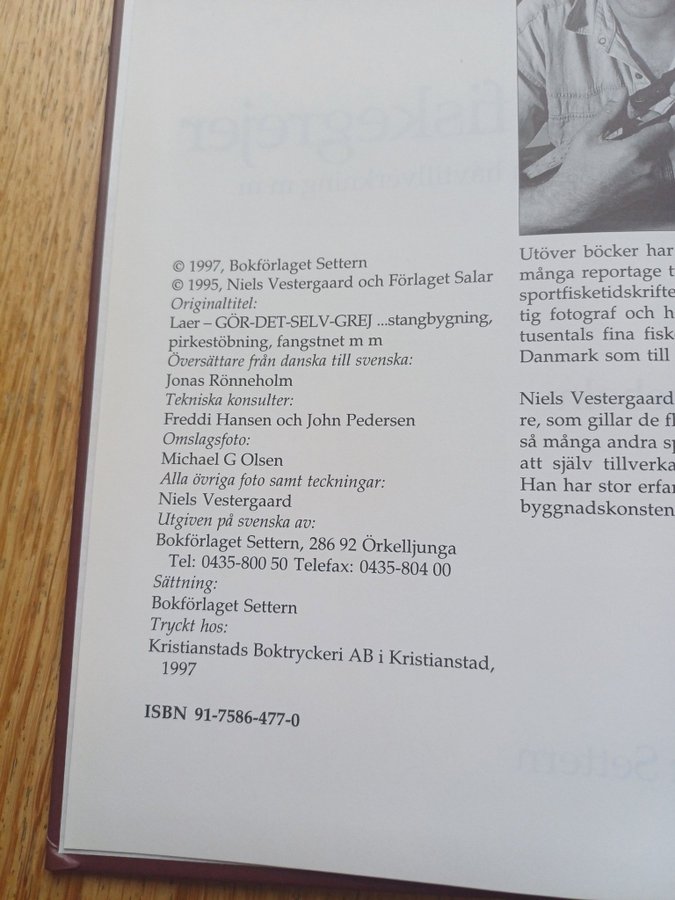 © 1997, Bokförlaget Settern
© 1995, Niels Vestergaard och Förlaget Salar
Originaltitel:
Laer – GÖR-DET-SELV-GREJ ...stangbygning,
pirkestöbning, fangstnet m m
Översättare från danska till svenska:
Jonas Rönneholm
Tekniska konsulter:
Freddi Hansen och John Pedersen
Omslagsfoto:
Michael G Olsen
Alla övriga foto samt teckningar:
Niels Vestergaard
Utgiven på svenska av:
Bokförlaget Settern, 286 92 Örkelljunga
Tel: 0435-800 50 Telefax: 0435-804 00
Sättning:
Bokförlaget Settern
Tryckt hos:
Kristianstads Boktryckeri AB i Kristianstad,
1997
ISBN 91-7586-477-0
Utöver böcker har
många reportage t
sportfisketidskrifte
tig fotograf och h
tusentals fina fisk
Danmark som till
Niels Vestergaard
re, som gillar de fl
så många andra sp
att själv tillverka
Han har stor erfar
byggnadskonsten